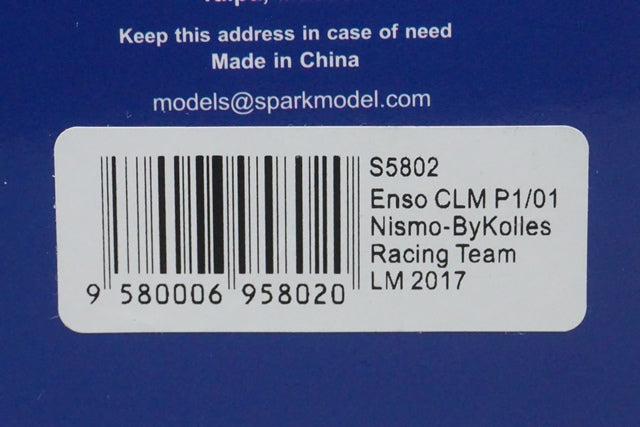 Keep this address in case of need
Made in China
models@sparkmodel.com
S5802
Enso CLM P1/01
Nismo-ByKolles
Racing Team
LM 2017
9 580006 958020